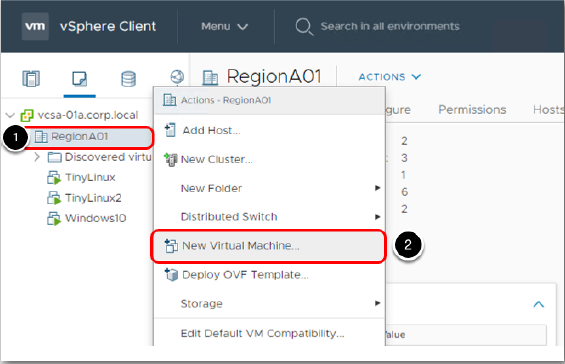 vm vSphere Client Menu Search in all environments
RegionA01 ACTIONS
Actions - RegionA01
gure Permissions Hosts
vcsa-01a.corp.local
1 RegionA01
Discovered virtu
TinyLinux
TinyLinux2
Windows10
Add Host...
New Cluster...
New Folder
Distributed Switch
New Virtual Machine... 2
Deploy OVF Template...
Storage
Edit Default VM Compatibility...
2
3
1
6
2
Value